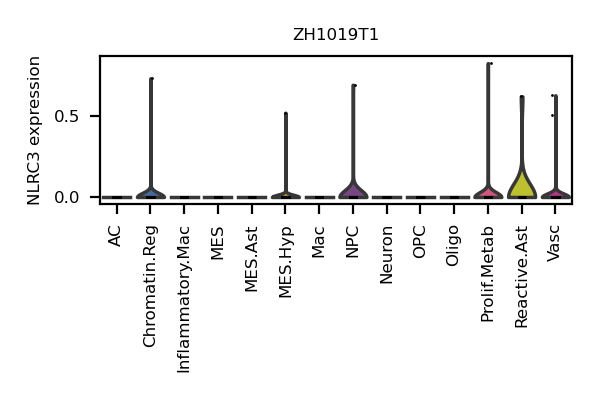 ZH1019T1
NLRC3 expression
0.5
0.0
AC
Chromatin.Reg
Inflammatory.Mac
MES
MES.Ast
MES.Hyp
Mac
NPC
Neuron
OPC
Oligo
Prolif.Metab
Reactive.Ast
Vasc